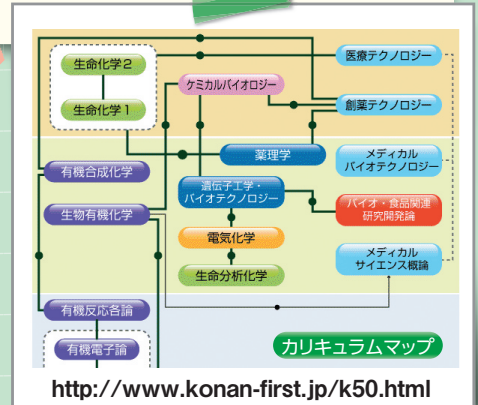 生命化学2
生命化学1
ケミカルバイオロジー
医療テクノロジー
創薬テクノロジー
薬理学
メディカル
バイオテクノロジー
有機合成化学
遺伝子工学・
バイオテクノロジー
バイオ・食品関連
研究開発論
生物有機化学
電気化学
メディカル
サイエンス概論
生命分析化学
有機反応各論
有機電子論
カリキュラムマップ
http://www.konan-first.jp/k50.html